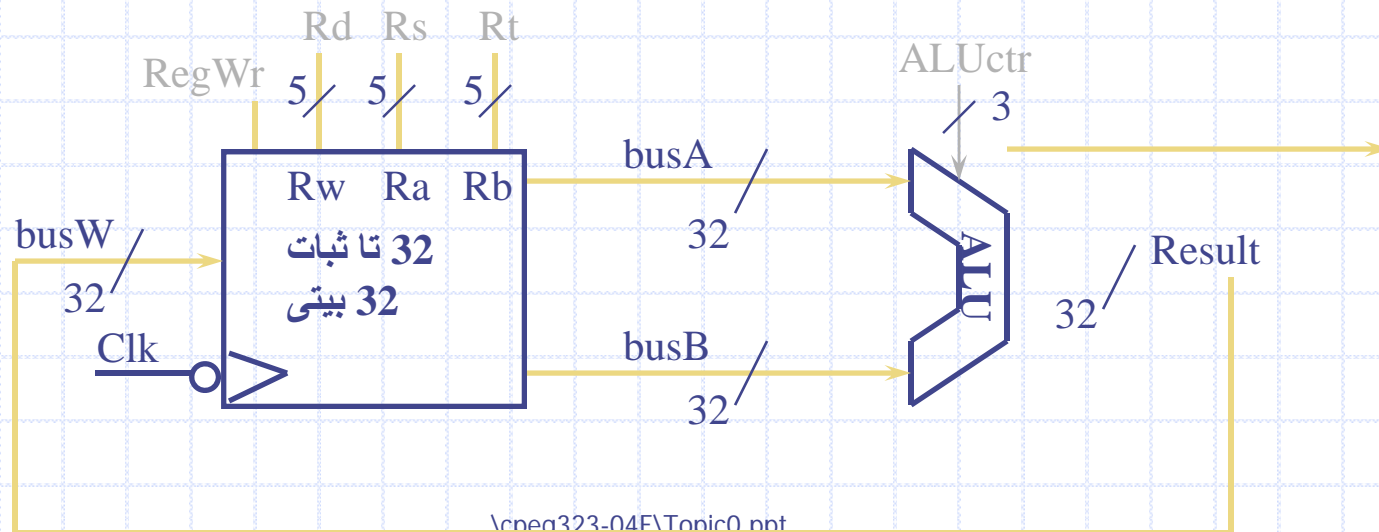 Rd Rs Rt
RegWr
5 5 5
ALUctr
3
busA
32
Rw Ra Rb
busW
32
32 تا ثبات
32 بیتی
Clk
busB
32
ALU
Result
32
\cpeg323-04F\Topic0.ppt